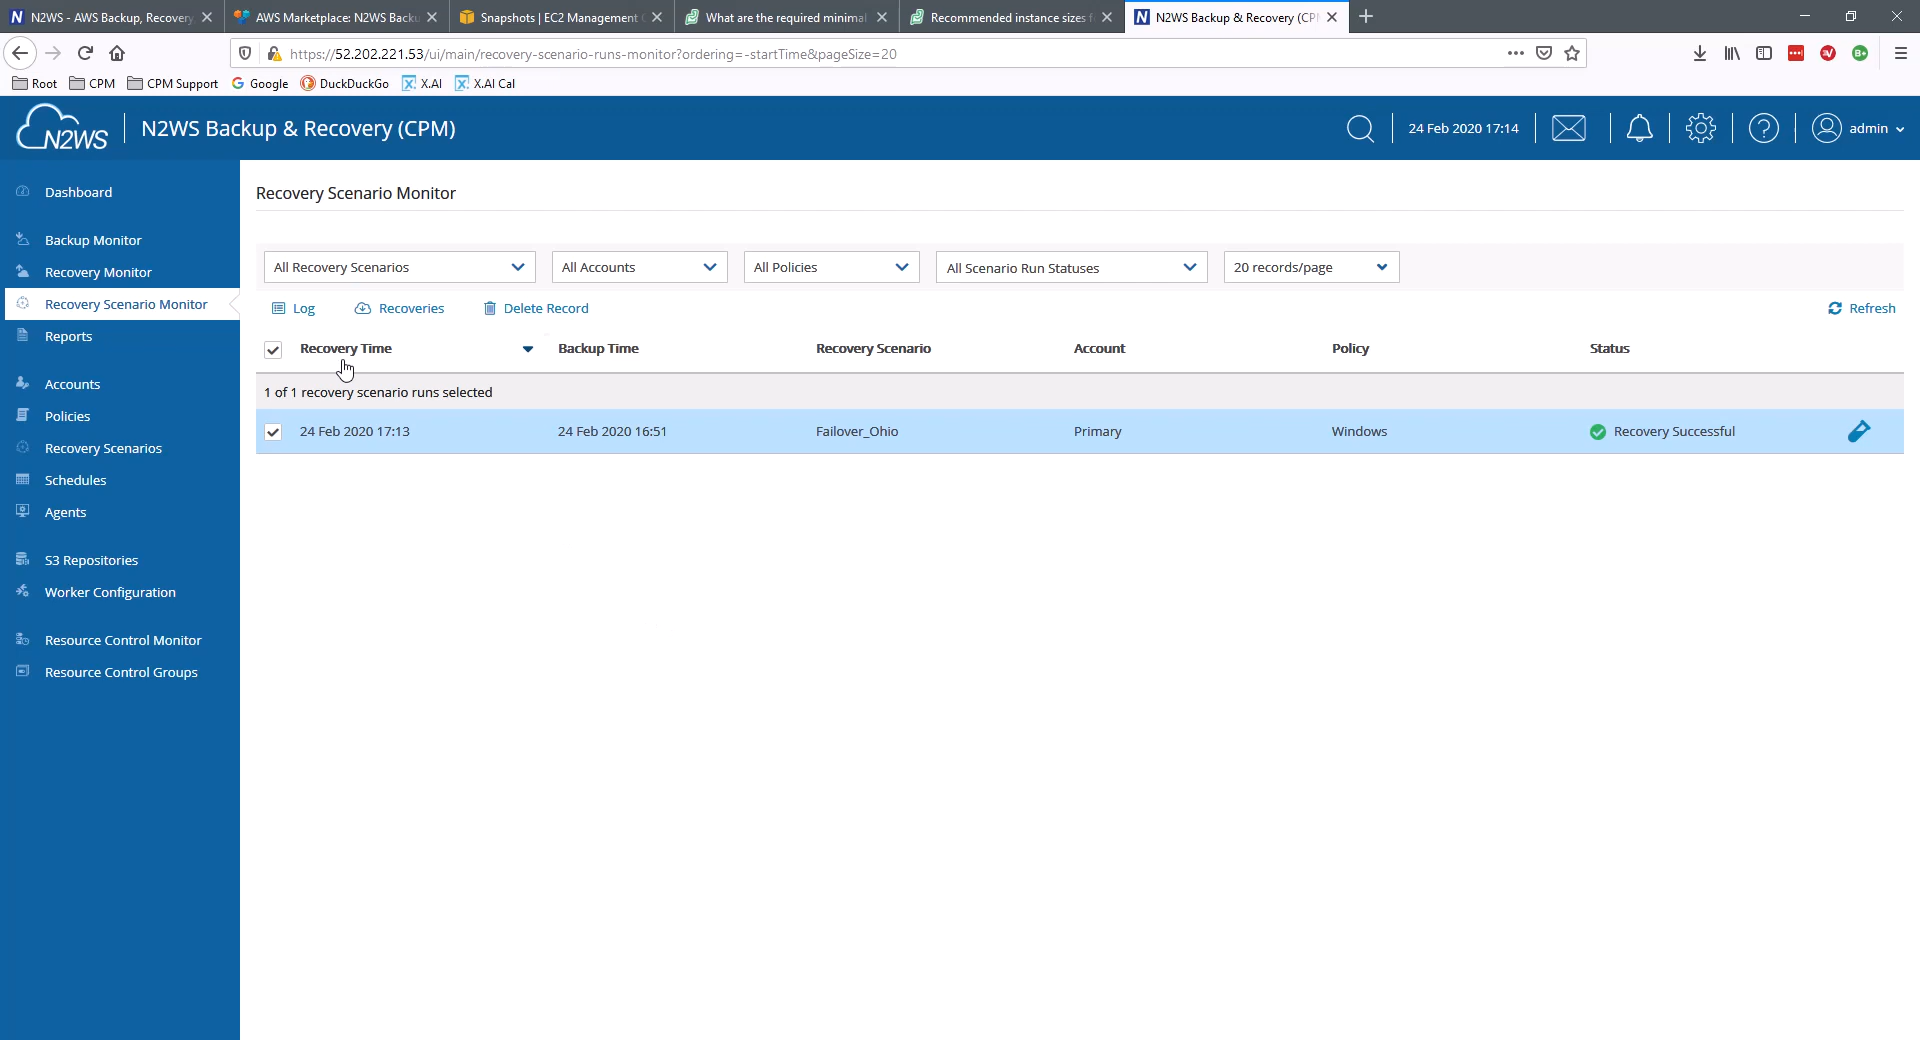 N2WS - AWS Backup, Recovery
AWS Marketplace: N2WS Backu
Snapshots | EC2 Management
What are the required minimal
Recommended instance sizes f
N2WS Backup & Recovery (CP
https://52.202.221.53/ui/main/recovery-scenario-runs-monitor?ordering=-startTime&pageSize=20
Root CPM CPM Support Google DuckDuckGo X.AI X.AI Cal
N2WS N2WS Backup & Recovery (CPM) 24 Feb 2020 17:14 admin
Dashboard
Backup Monitor
Recovery Monitor
Recovery Scenario Monitor
Reports
Accounts
Policies
Recovery Scenarios
Schedules
Agents
S3 Repositories
Worker Configuration
Resource Control Monitor
Resource Control Groups
Recovery Scenario Monitor
All Recovery Scenarios All Accounts All Policies All Scenario Run Statuses 20 records/page
Log Recoveries Delete Record Refresh
Recovery Time Backup Time Recovery Scenario Account Policy Status
1 of 1 recovery scenario runs selected
24 Feb 2020 17:13 24 Feb 2020 16:51 Failover_Ohio Primary Windows Recovery Successful